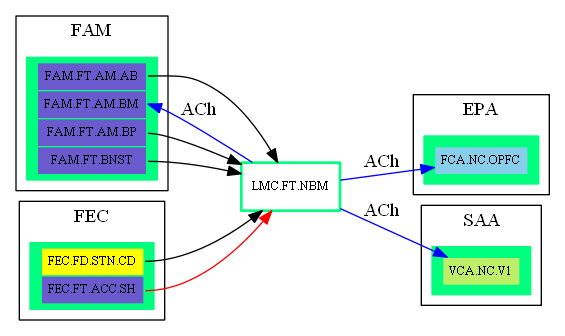 FAM
FAM.FT.AM.AB
FAM.FT.AM.BM
FAM.FT.AM.BP
FAM.FT.BNST
FEC
FEC.FD.STN.CD
FEC.FT.ACC.SH
ACh
LMC.FT.NBM
ACh
ACh
EPA
FCA.NC.OPFC
SAA
VCA.NC.V1